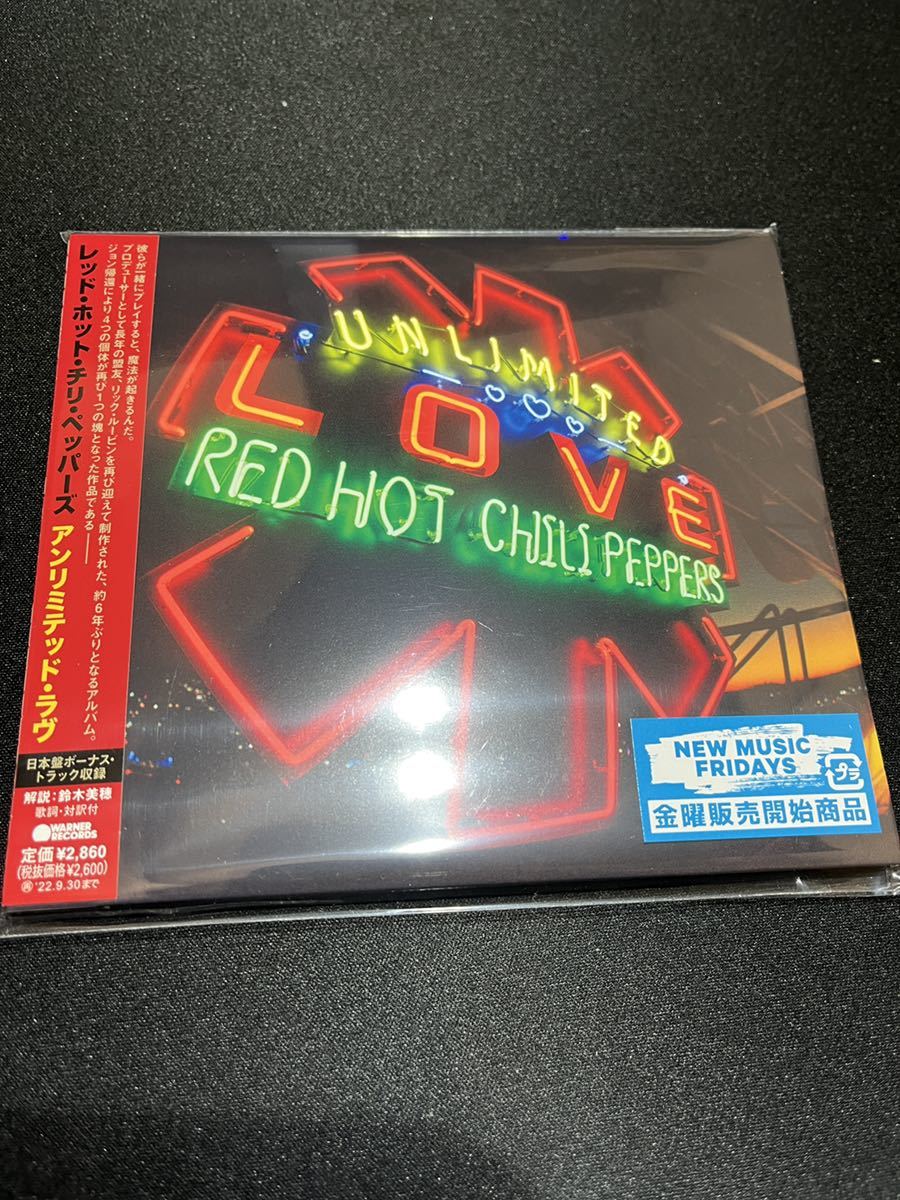 レッド・ホット・チリ・ペッパーズ アンリミテッド・ラヴ
彼らが一緒にプレイすると、魔法が起きるんだ。
プロデューサーとして長年の盟友、リック・ルービンを再び迎えて制作された、約6年ぶりとなるアルバム。
ジョン帰還により4つの個体が再び1つの塊となった作品である――
日本盤ボーナス・
トラック収録
解説:鈴木美穂
歌詞・対訳付
WARNER
RECORDS
定価¥2,860
(税抜価格¥2,600)
再 '22.9.30まで
UNLIMITED
LOVE
RED HOT CHILI PEPPERS
NEW MUSIC
FRIDAYS
プラ
金曜販売開始商品